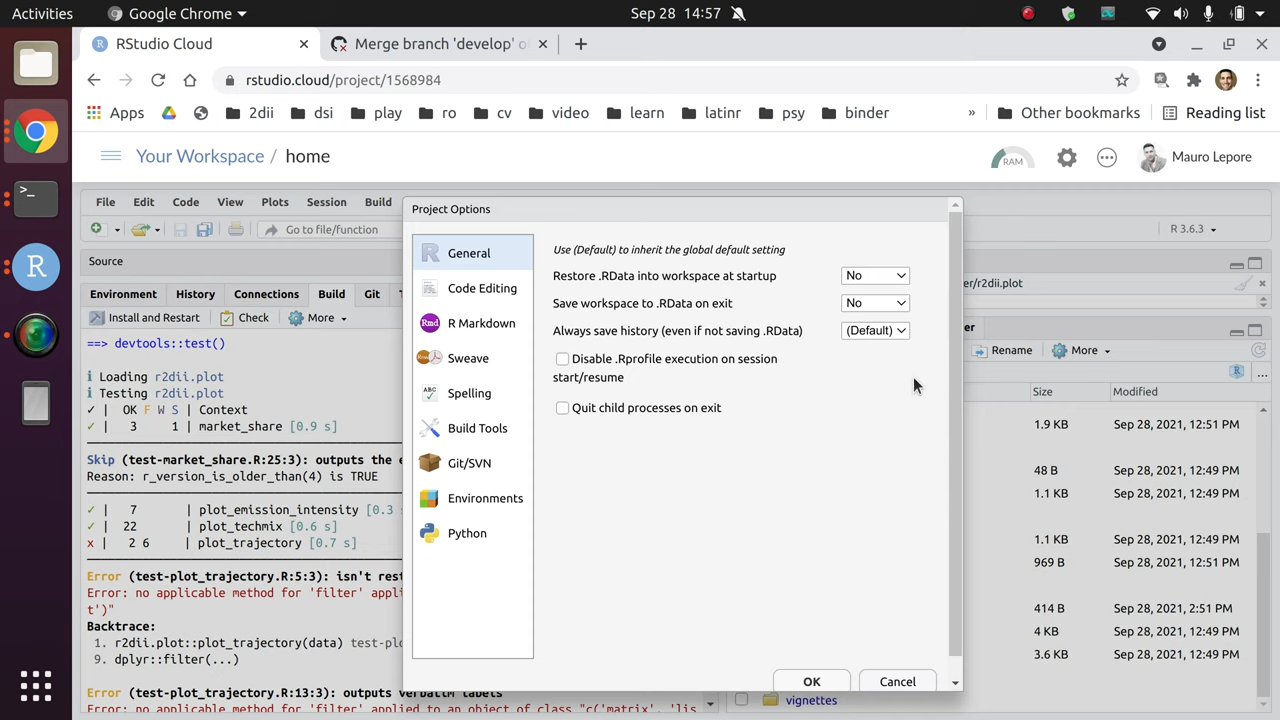 Activities
Google Chrome
Sep 28 14:57
RStudio Cloud
Merge branch 'develop' o
rstudio.cloud/project/1568984
Apps
2dii
dsi
play
ro
cv
video
learn
latinr
psy
binder
»
Other bookmarks
Reading list
Your Workspace / home
RAM
Mauro Lepore
File Edit Code View Plots Session Build
Go to file/function
R 3.6.3
Source
Environment History Connections Build Git
Install and Restart
Check
More
==> devtools::test()
ℹ Loading r2dii.plot
ℹ Testing r2dii.plot
✓ | OK F W S | Context
✓ | 3 1 | market_share [0.9 s]
Skip (test-market_share.R:25:3): outputs the e
Reason: r_version_is_older_than(4) is TRUE
✓ | 7 | plot_emission_intensity [0.3 s
✓ | 22 | plot_techmix [0.6 s]
x | 2 6 | plot_trajectory [0.7 s]
Error (test-plot_trajectory.R:5:3): isn't rest
Error: no applicable method for 'filter' appli
t')"
Backtrace:
1. r2dii.plot::plot_trajectory(data) test-plo
9. dplyr::filter(...)
Error (test-plot_trajectory.R:13:3): outputs verbatim labels
Error: no applicable method for 'filter' applied to an object of class "c('matrix', 'lis
Project Options
General
Code Editing
R Markdown
Sweave
Spelling
Build Tools
Git/SVN
Environments
Python
Use (Default) to inherit the global default setting
Restore .RData into workspace at startup
No
Save workspace to .RData on exit
No
Always save history (even if not saving .RData)
(Default)
Disable .Rprofile execution on session
start/resume
Quit child processes on exit
OK
Cancel
er/r2dii.plot
er
Rename
More
...
Size Modified
1.9 KB Sep 28, 2021, 12:51 PM
48 B Sep 28, 2021, 12:49 PM
1.1 KB Sep 28, 2021, 12:49 PM
1.1 KB Sep 28, 2021, 12:49 PM
969 B Sep 28, 2021, 12:51 PM
414 B Sep 28, 2021, 2:51 PM
4 KB Sep 28, 2021, 12:49 PM
3.6 KB Sep 28, 2021, 12:49 PM
vignettes